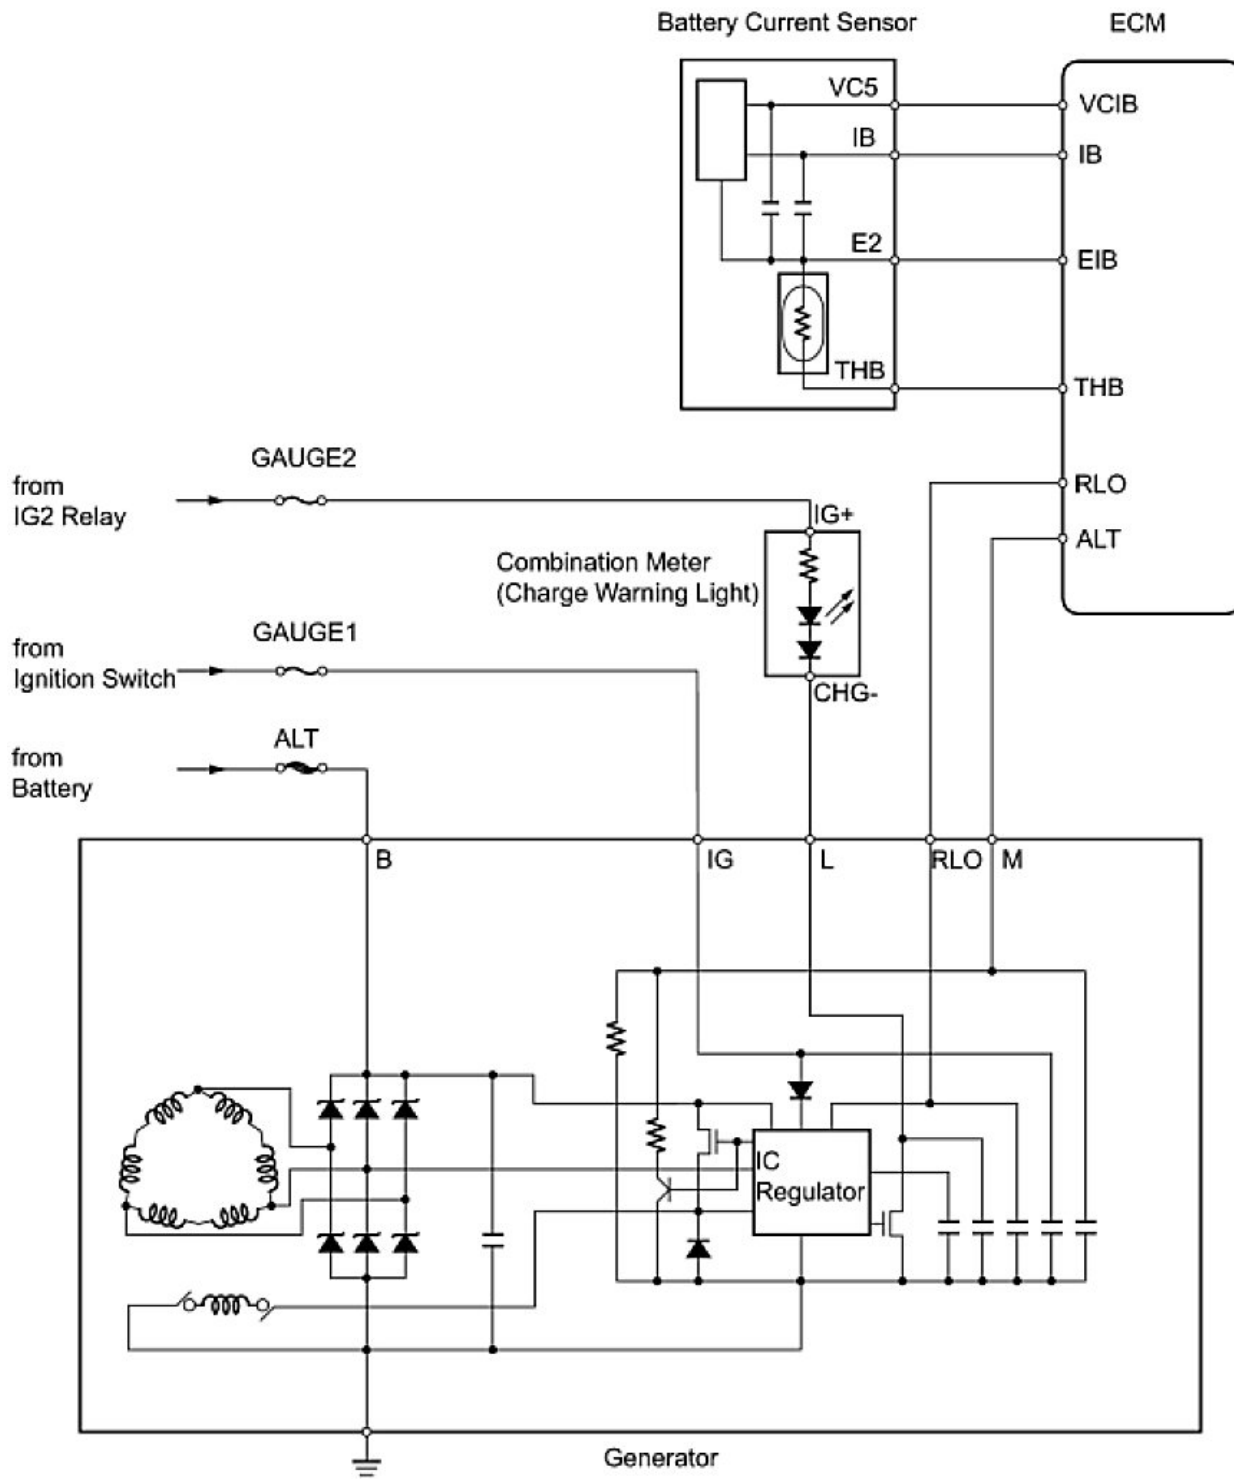 Battery Current Sensor
ECM
VC5
VCIB
IB
IB
E2
EIB
THB
THB
GAUGE2
from
IG2 Relay
RLO
IG+
ALT
Combination Meter
(Charge Warning Light)
GAUGE1
from
Ignition Switch
CHG-
ALT
from
Battery
B
IG
L
RLO
M
IC
Regulator
Generator